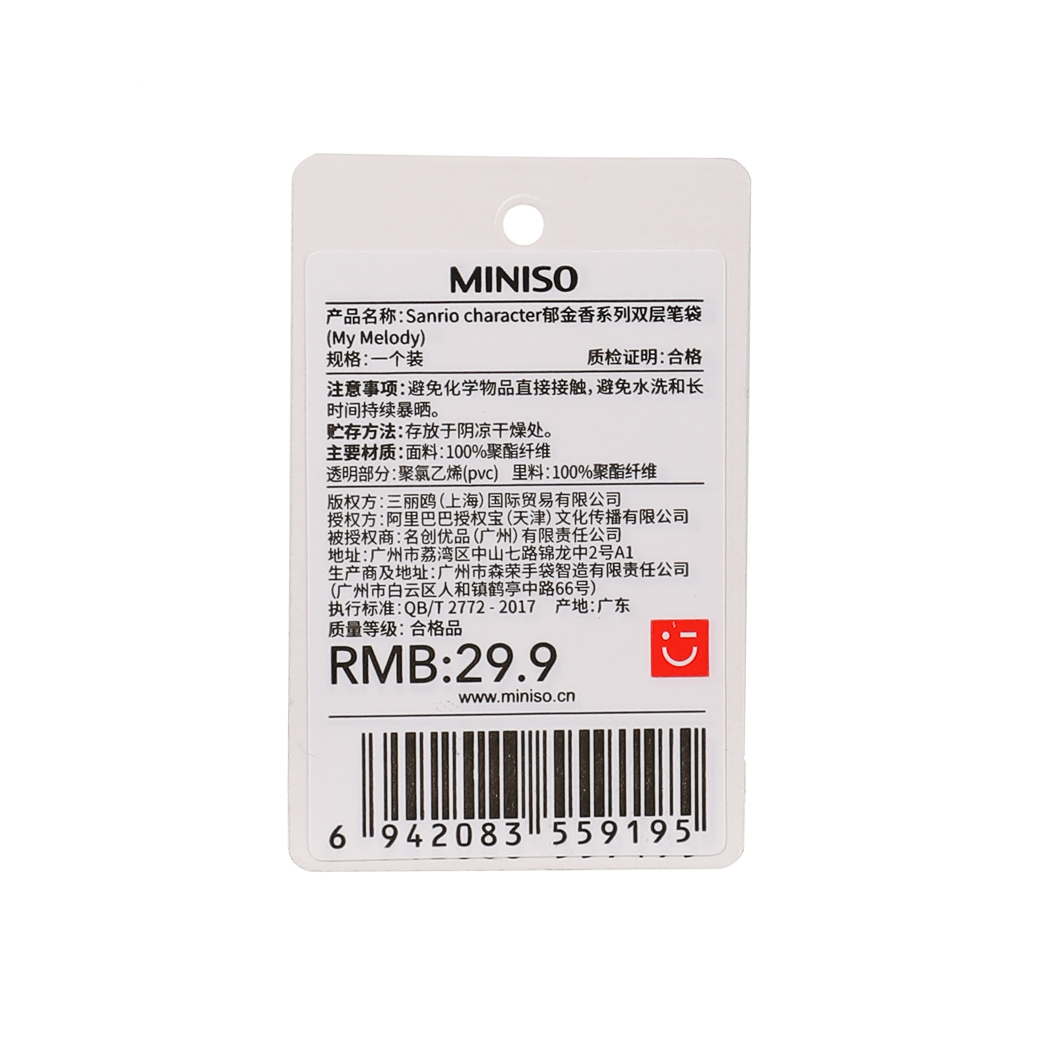 MINISO
产品名称:Sanrio character郁金香系列双层笔袋
(My Melody)
规格:一个装 质检证明:合格
注意事项:避免化学物品直接接触,避免水洗和长
时间持续暴晒。
贮存方法:存放于阴凉干燥处。
主要材质:面料:100%聚酯纤维
透明部分:聚氯乙烯(pvc) 里料:100%聚酯纤维
版权方:三丽鸥(上海)国际贸易有限公司
授权方:阿里巴巴授权宝(天津)文化传播有限公司
被授权商:名创优品(广州)有限责任公司
地址:广州市荔湾区中山七路锦龙中2号A1
生产商及地址:广州市森荣手袋智造有限责任公司
(广州市白云区人和镇鹤亭中路66号)
执行标准:QB/T 2772 - 2017 产地:广东
质量等级:合格品
RMB:29.9
www.miniso.cn
6 942083 559195